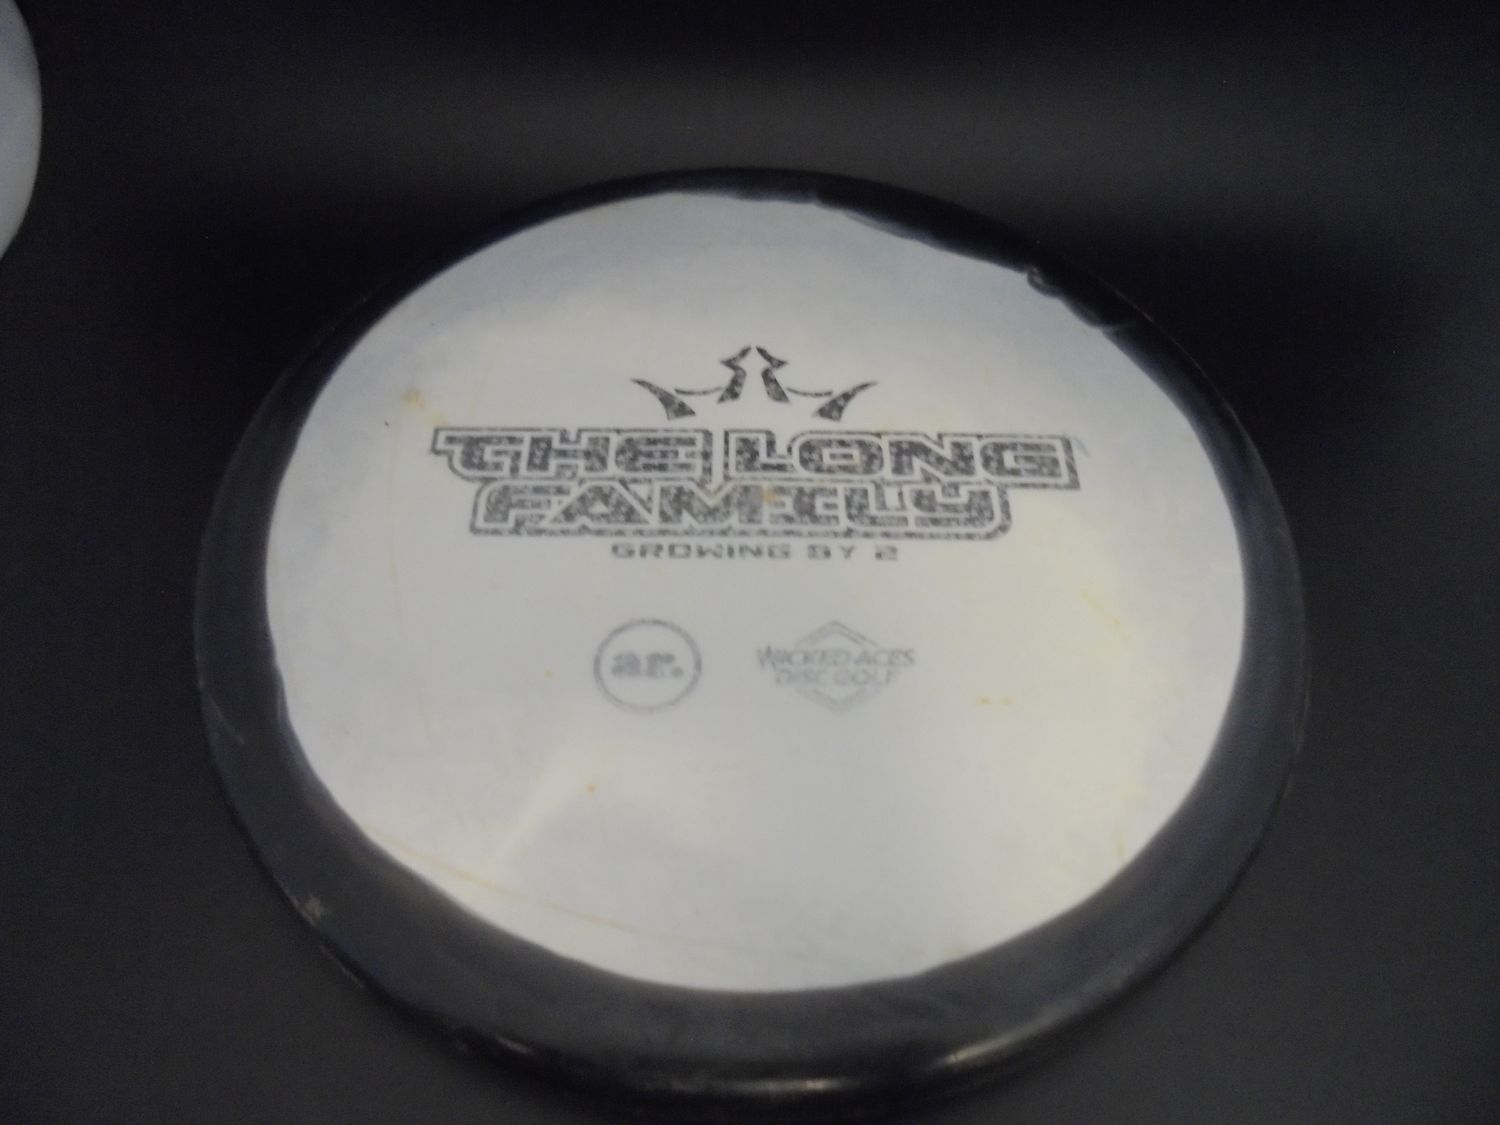 THE LONG
FAMILY
GROWING BY 2
ar.
WICKED ACES
DISC GOLF